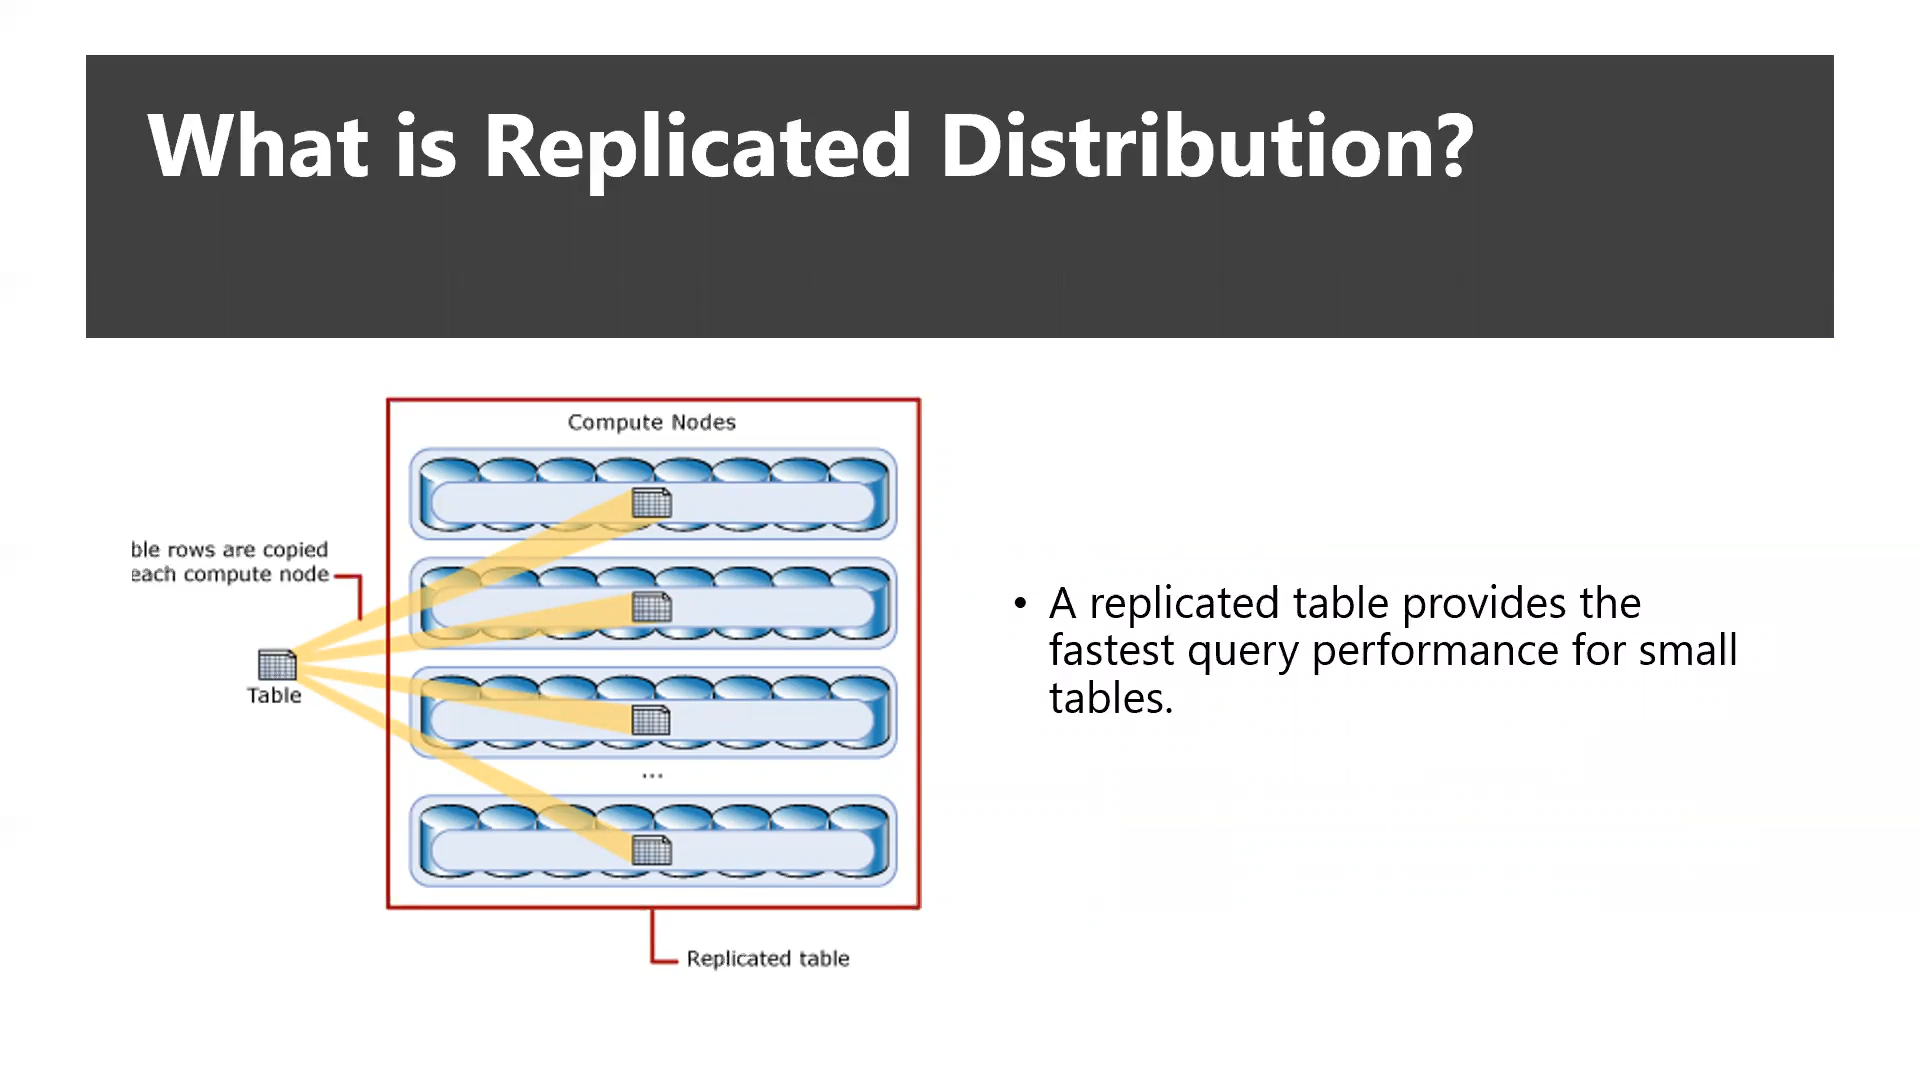 What is Replicated Distribution?
Compute Nodes
ble rows are copied
each compute node
Table
...
Replicated table
• A replicated table provides the
fastest query performance for small
tables.